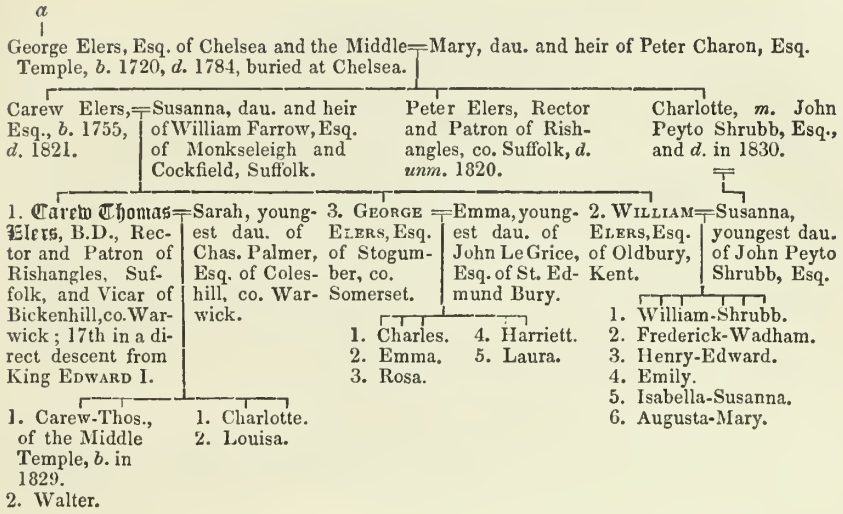 a
George Elers, Esq. of Chelsea and the Middle=Mary, dau. and heir of Peter Charon, Esq.
Temple, b. 1720, d. 1784, buried at Chelsea.
Carew Elers,=Susanna, dau. and heir
Esq., b. 1755, of William Farrow, Esq.
d. 1821. of Monkseleigh and
Cockfield, Suffolk.
Peter Elers, Rector
and Patron of Rish-
angles, co. Suffolk, d.
unm. 1820.
Charlotte, m. John
Peyto Shrubb, Esq.,
and d. in 1830.
=
1. Carew Thomas=
Elers, B.D., Rec-
tor and Patron of
Rishangles, Suf-
folk, and Vicar of
Bickenhill, co. War-
wick; 17th in a di-
rect descent from
King EDWARD I.
Sarah, young-
est dau. of
Chas. Palmer,
Esq. of Coles-
hill, co. War-
wick.
3. GEORGE =
ELERS, Esq.
of Stogum-
ber, co.
Somerset.
Emma, young-
est dau. of
John Le Grice,
Esq. of St. Ed-
mund Bury.
2. WILLIAM=
ELERS, Esq.
of Oldbury,
Kent.
Susanna,
youngest dau.
of John Peyto
Shrubb, Esq.
1. Carew-Thos.,
of the Middle
Temple, b. in
1829.
2. Walter.
1. Charlotte.
2. Louisa.
1. Charles.
2. Emma.
3. Rosa.
4. Harriett.
5. Laura.
1. William-Shrubb.
2. Frederick-Wadham.
3. Henry-Edward.
4. Emily.
5. Isabella-Susanna.
6. Augusta-Mary.